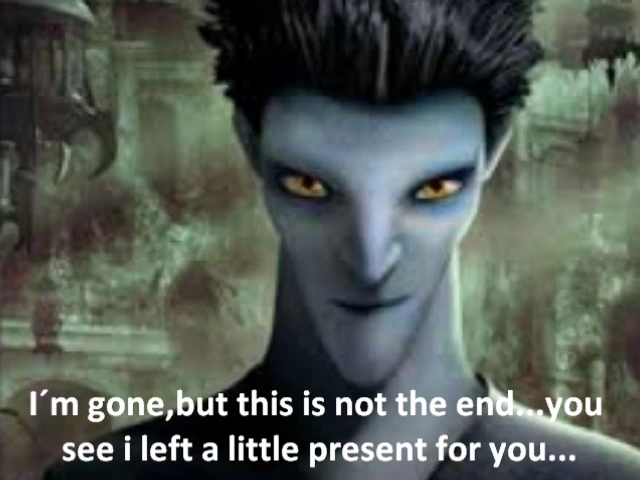 I´m gone,but this is not the end...you
see i left a little present for you...